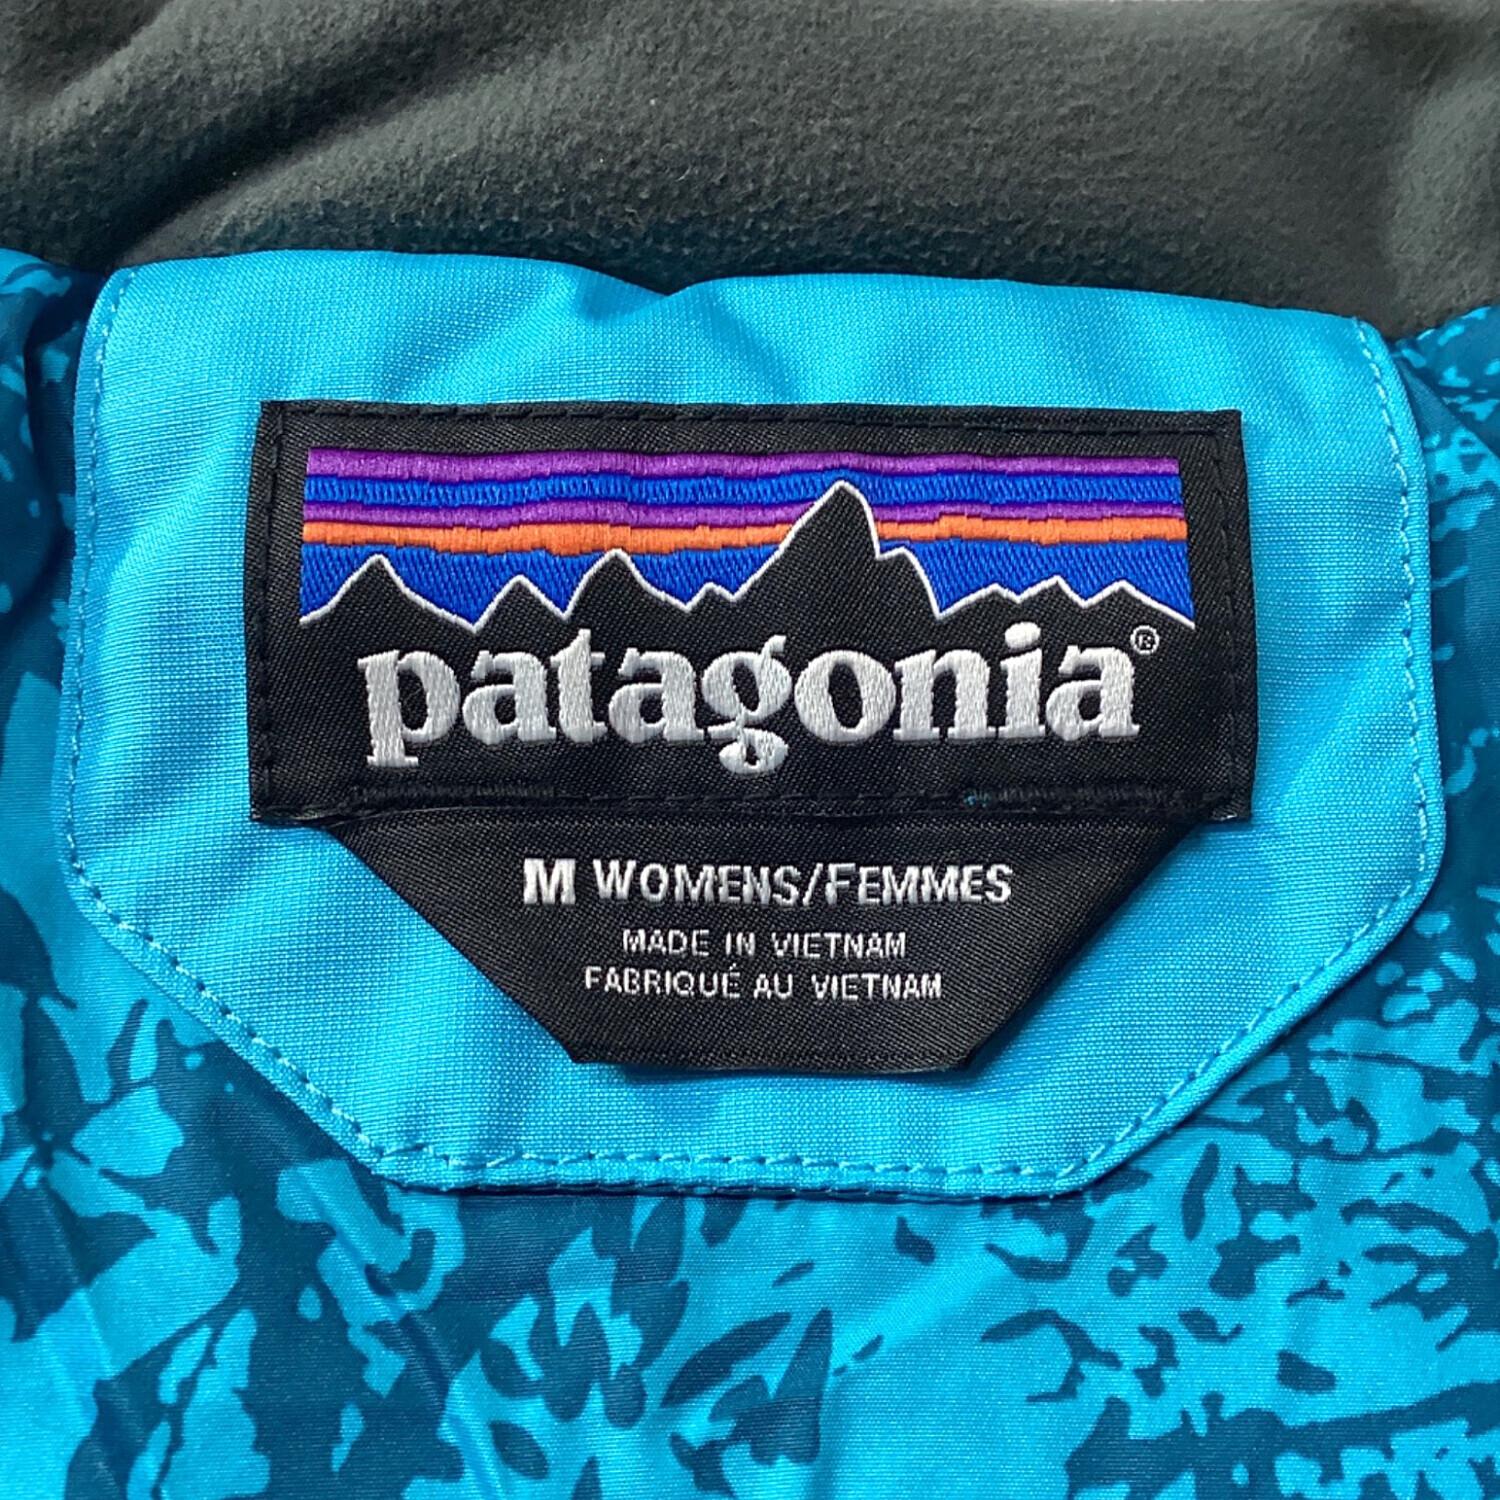 patagonia®
M WOMENS/FEMMES
MADE IN VIETNAM
FABRIQUÉ AU VIETNAM